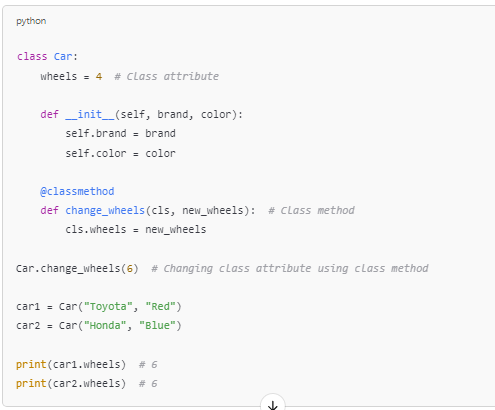 python
class Car:
    wheels = 4  # Class attribute
    def __init__(self, brand, color):
        self.brand = brand
        self.color = color
    @classmethod
    def change_wheels(cls, new_wheels):  # Class method
        cls.wheels = new_wheels
Car.change_wheels(6)  # Changing class attribute using class method
car1 = Car("Toyota", "Red")
car2 = Car("Honda", "Blue")
print(car1.wheels)  # 6
print(car2.wheels)  # 6